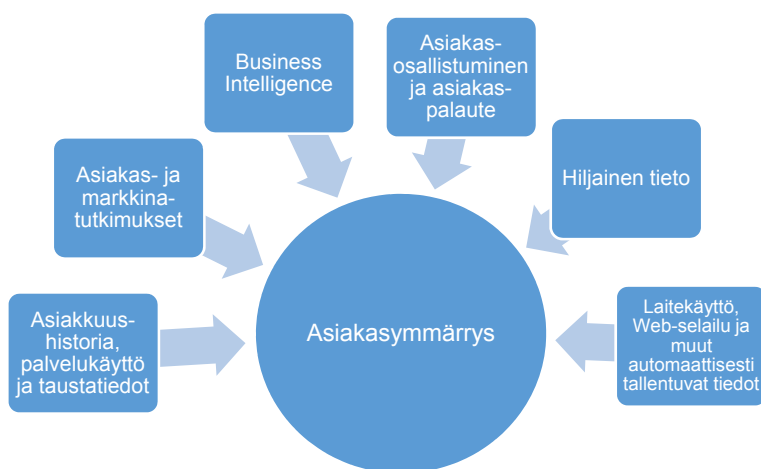 Business
Intelligence
Asiakas-
osallistuminen
ja asiakas-
palaute
Asiakas- ja
markkina-
tutkimukset
Hiljainen tieto
Asiakkuus-
historia,
palvelukäyttö
ja taustatiedot
Asiakasymmärrys
Laitekäyttö,
Web-selailu ja
muut
automaattisesti
tallentuvat tiedot